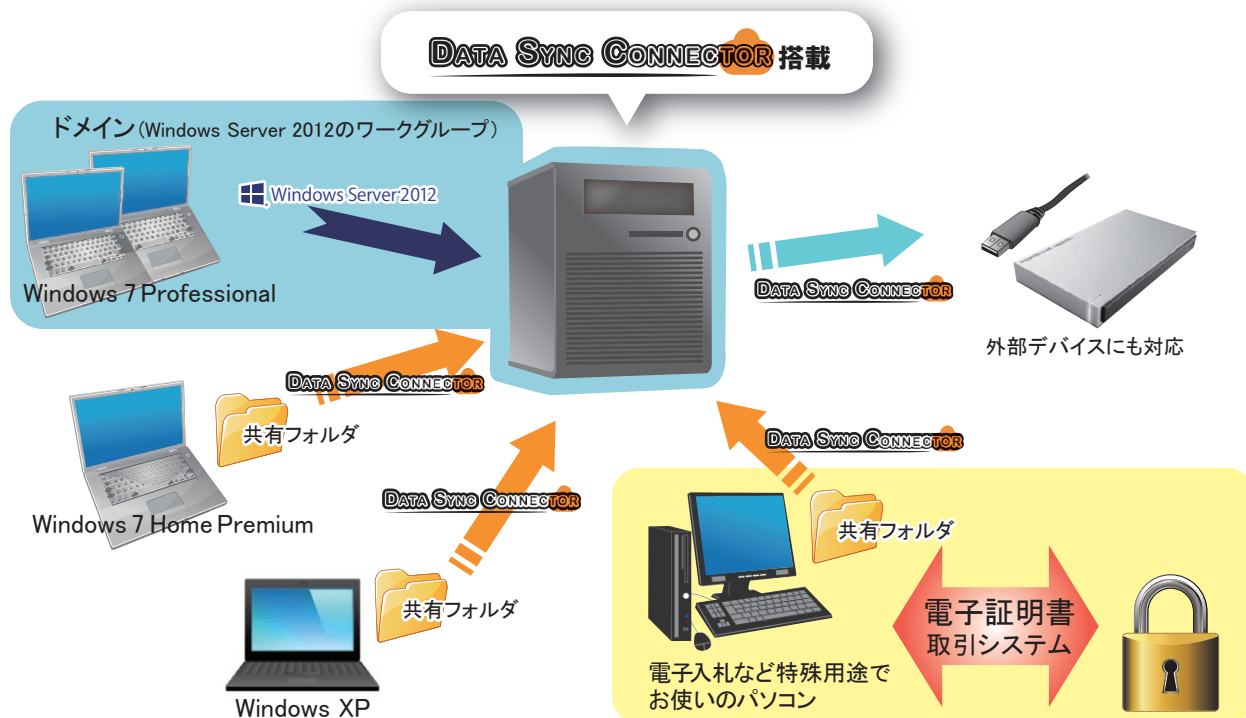 DATA SYNC CONNECTOR 搭載
ドメイン(Windows Server 2012のワークグループ)
Windows Server 2012
Windows 7 Professional
DATA SYNC CONNECTOR
外部デバイスにも対応
DATA SYNC CONNECTOR
共有フォルダ
Windows 7 Home Premium
DATA SYNC CONNECTOR
共有フォルダ
Windows XP
DATA SYNC CONNECTOR
共有フォルダ
電子証明書
取引システム
電子入札など特殊用途で
お使いのパソコン